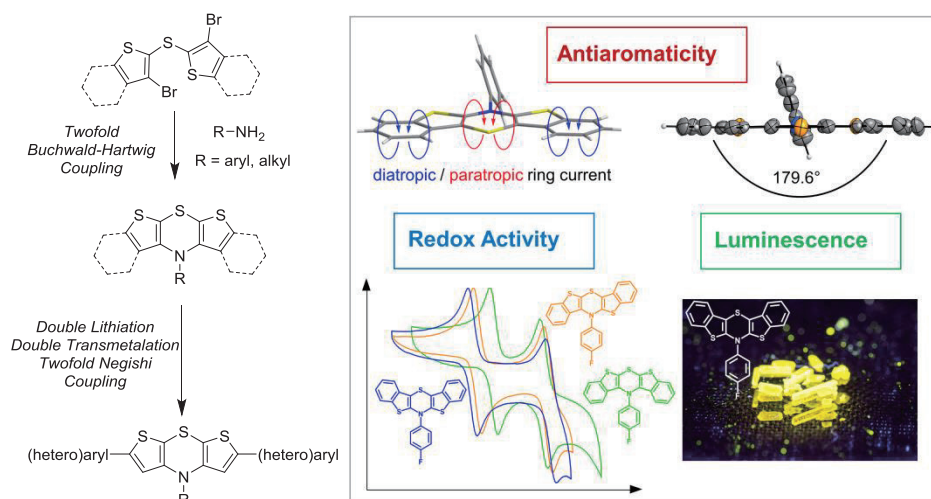 Br
S
Br
S
S
Twofold
Buchwald-Hartwig
Coupling
R–NH2
R = aryl, alkyl
S
S
S
N
R
Double Lithiation
Double Transmetalation
Twofold Negishi
Coupling
S
S
S
(hetero)aryl
(hetero)aryl
N
R
Antiaromaticity
diatropic / paratropic ring current
179.6°
Redox Activity
S
S
S
N
F
S
S
S
N
F
S
S
S
N
F
Luminescence
S
S
S
N
F